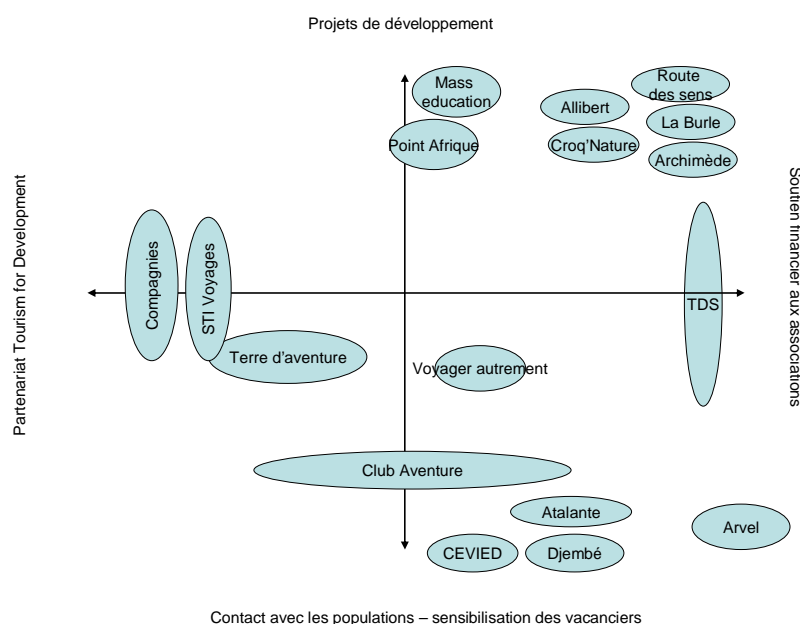 Projets de développement
Mass
education
Route
des sens
Allibert
La Burle
Point Afrique
Croq'Nature
Archimède
Partenariat Tourism for Development
Soutien financier aux associations
Compagnies
STI Voyages
TDS
Terre d'aventure
Voyager autrement
Club Aventure
Atalante
Arvel
CEVIED
Djembé
Contact avec les populations – sensibilisation des vacanciers